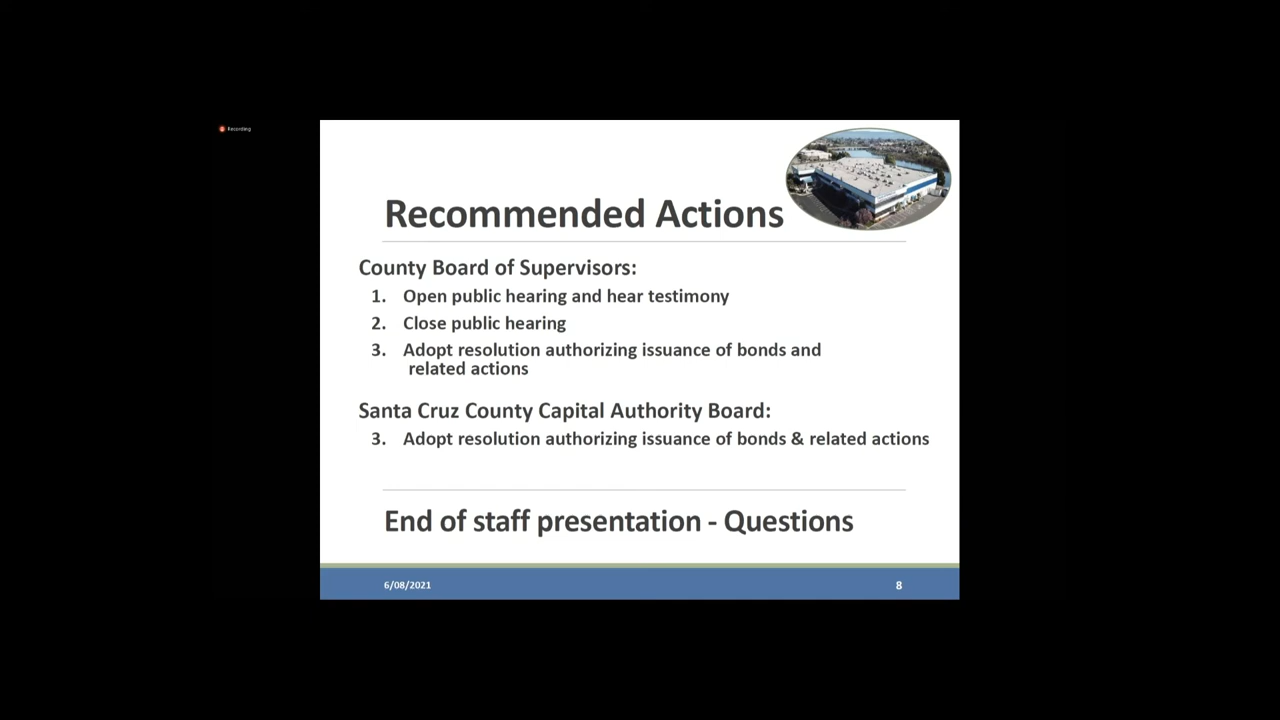 Recording
Recommended Actions
County Board of Supervisors:
1. Open public hearing and hear testimony
2. Close public hearing
3. Adopt resolution authorizing issuance of bonds and
related actions
Santa Cruz County Capital Authority Board:
3. Adopt resolution authorizing issuance of bonds & related actions
End of staff presentation - Questions
6/08/2021
8